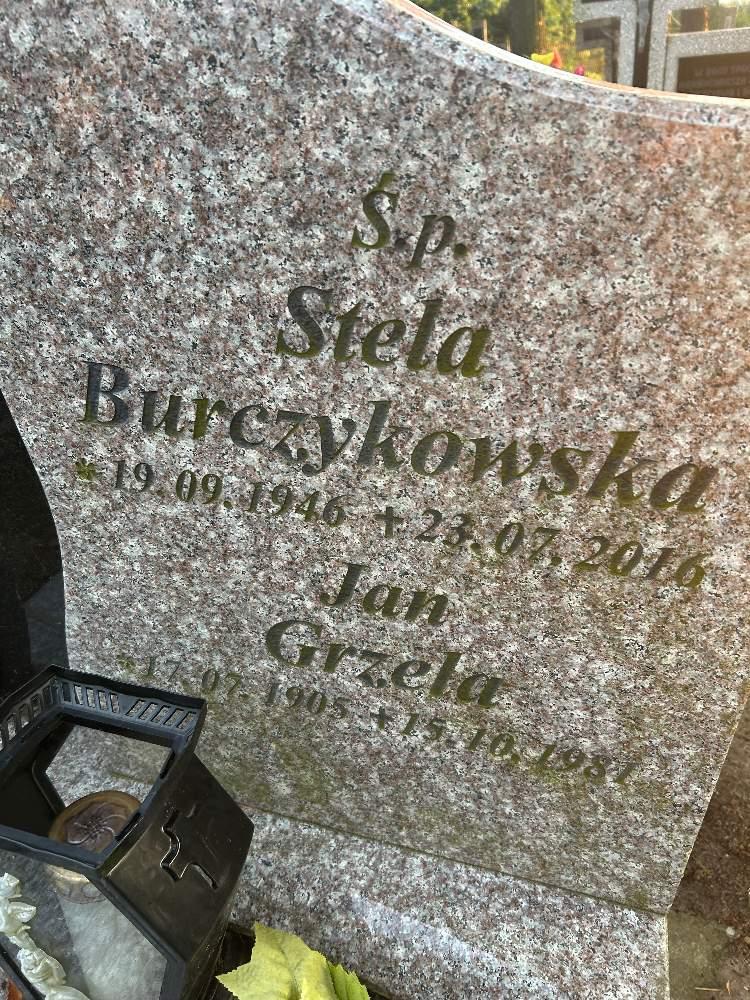 Ś.p.
Stela
Burczykowska
* 19.09.1946 + 23.07.2016
Jan
Grzela
* 17.07.1905 + 15.10.1981